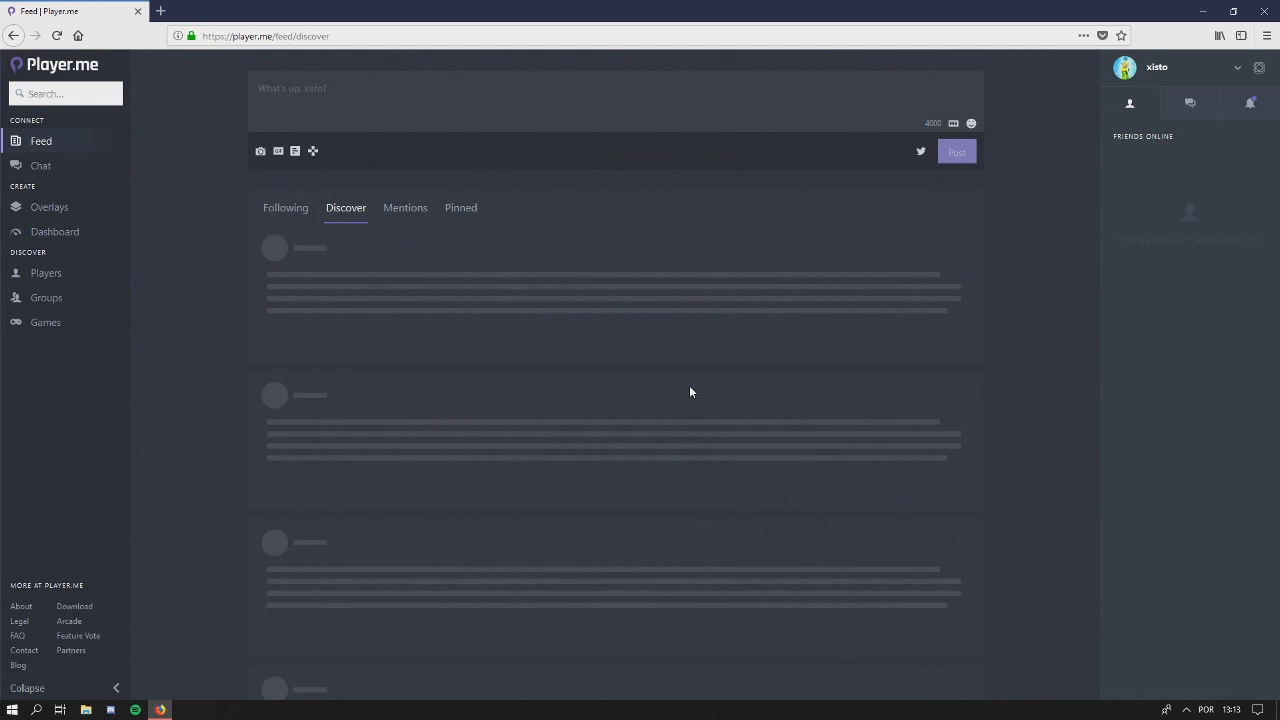 Feed | Player.me
https://player.me/feed/discover
Player.me
Search...
CONNECT
Feed
Chat
CREATE
Overlays
Dashboard
DISCOVER
Players
Groups
Games
MORE AT PLAYER.ME
About Download
Legal Arcade
FAQ Feature Vote
Contact Partners
Blog
Collapse
What's up, xisto?
4000
GIF
Post
Following Discover Mentions Pinned
xisto
FRIENDS ONLINE
POR 13:13